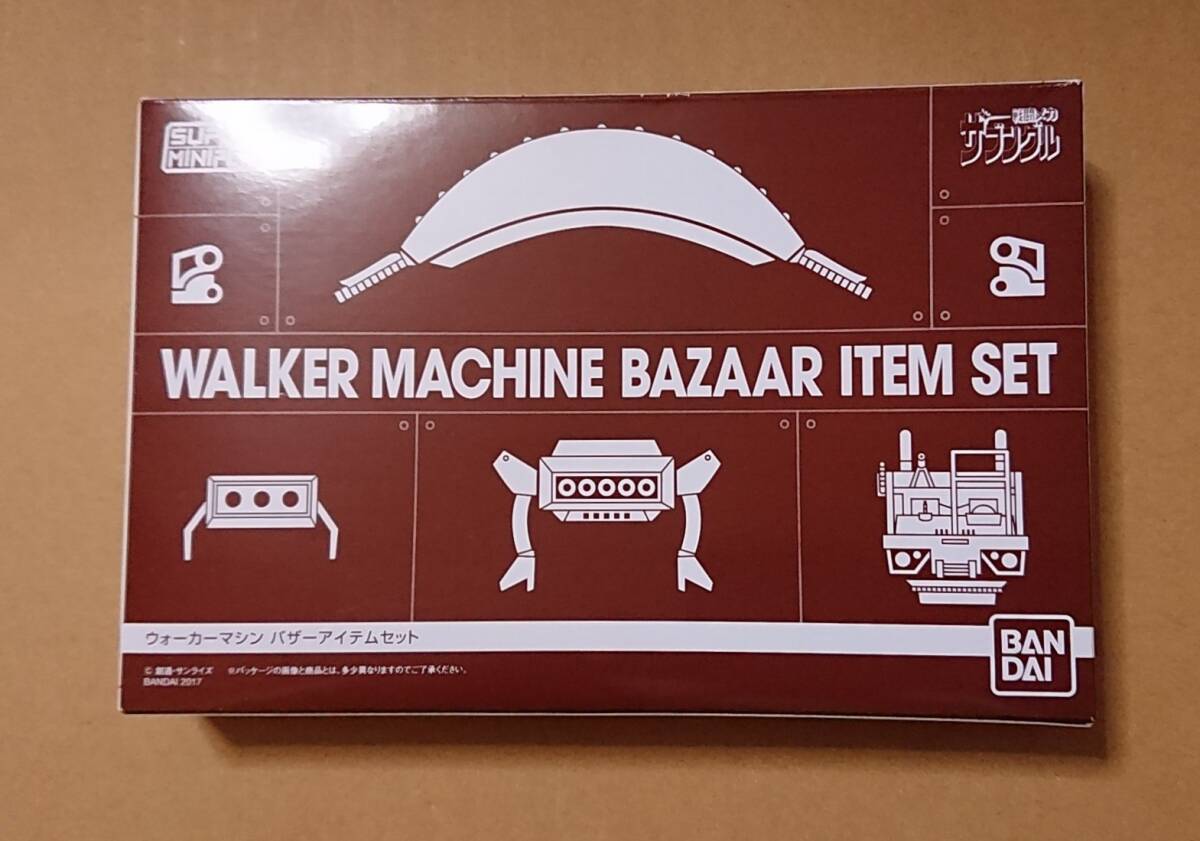 戦闘メカ
ザブングル
WALKER MACHINE BAZAAR ITEM SET
ウォーカーマシン バザーアイテムセット
© 創通・サンライズ ※パッケージの画像と商品とは、多少異なりますのでご了承ください。
BANDAI 2017
BAN
DAI